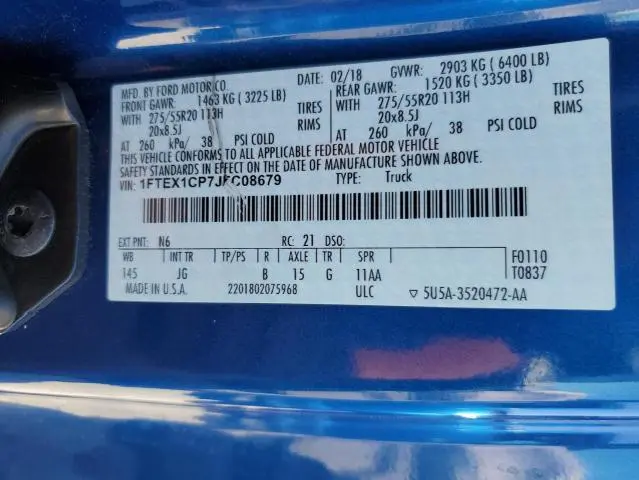 MFD. BY FORD MOTOR CO.
DATE: 02/18 GVWR: 2903 KG ( 6400 LB)
FRONT GAWR: 1463 KG ( 3225 LB) REAR GAWR: 1520 KG ( 3350 LB)
WITH 275/55R20 113H TIRES WITH 275/55R20 113H TIRES
20x8.5J RIMS 20x8.5J RIMS
AT 260 kPa/ 38 PSI COLD AT 260 kPa/ 38 PSI COLD
THIS VEHICLE CONFORMS TO ALL APPLICABLE FEDERAL MOTOR VEHICLE
SAFETY STANDARDS IN EFFECT ON THE DATE OF MANUFACTURE SHOWN ABOVE.
VIN: 1FTEX1CP7JFC08679 TYPE: Truck
EXT PNT: N6 RC: 21 DSO:
WB INT TR TP/PS R AXLE TR SPR F0110
145 JG B 15 G 11AA T0837
MADE IN U.S.A. 2201802075968 ULC ▽ 5U5A-3520472-AA